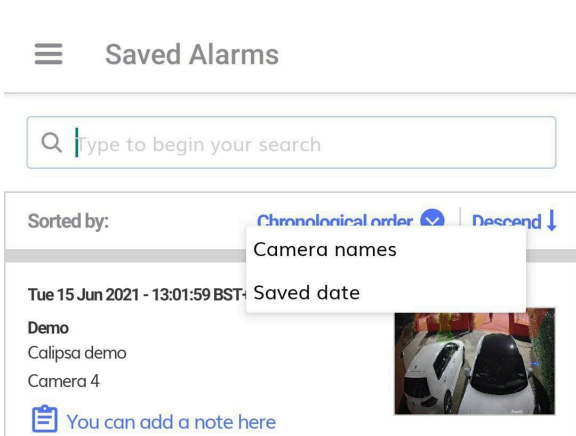 Saved Alarms
Type to begin your search
Sorted by: Chronological order Descend
Camera names
Tue 15 Jun 2021 - 13:01:59 BST+
Saved date
Demo
Calipsa demo
Camera 4
You can add a note here